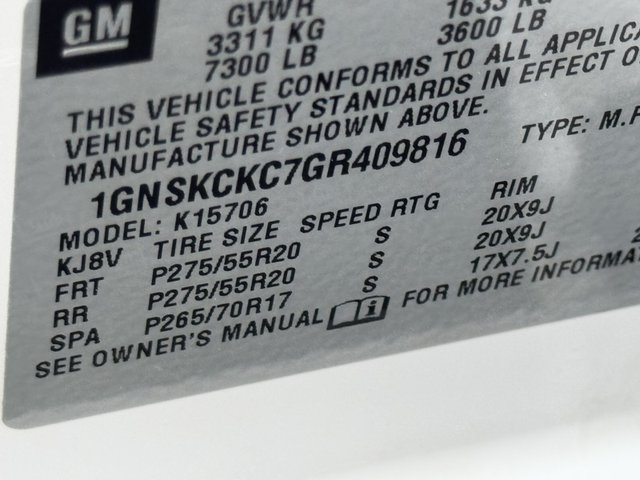 GM
GVWR
3311 KG
7300 LB
1633 KG
3600 LB
THIS VEHICLE CONFORMS TO ALL APPLICA
VEHICLE SAFETY STANDARDS IN EFFECT O
MANUFACTURE SHOWN ABOVE.
1GNSKCKC7GR409816
TYPE: M.P
MODEL: K15706
KJ8V TIRE SIZE SPEED RTG RIM
FRT P275/55R20 S 20X9J
RR P275/55R20 S 20X9J
SPA P265/70R17 S 17X7.5J
SEE OWNER'S MANUAL i FOR MORE INFORMA